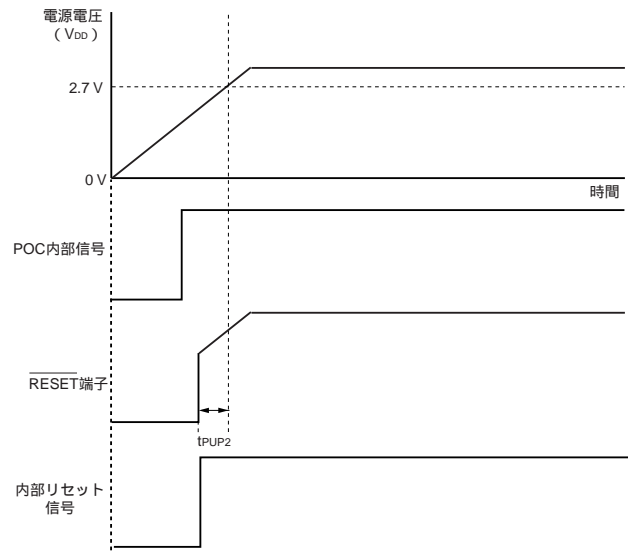 電源電圧
（VDD）
2.7 V
0 V
時間
POC内部信号
RESET端子
tPUP2
内部リセット
信号